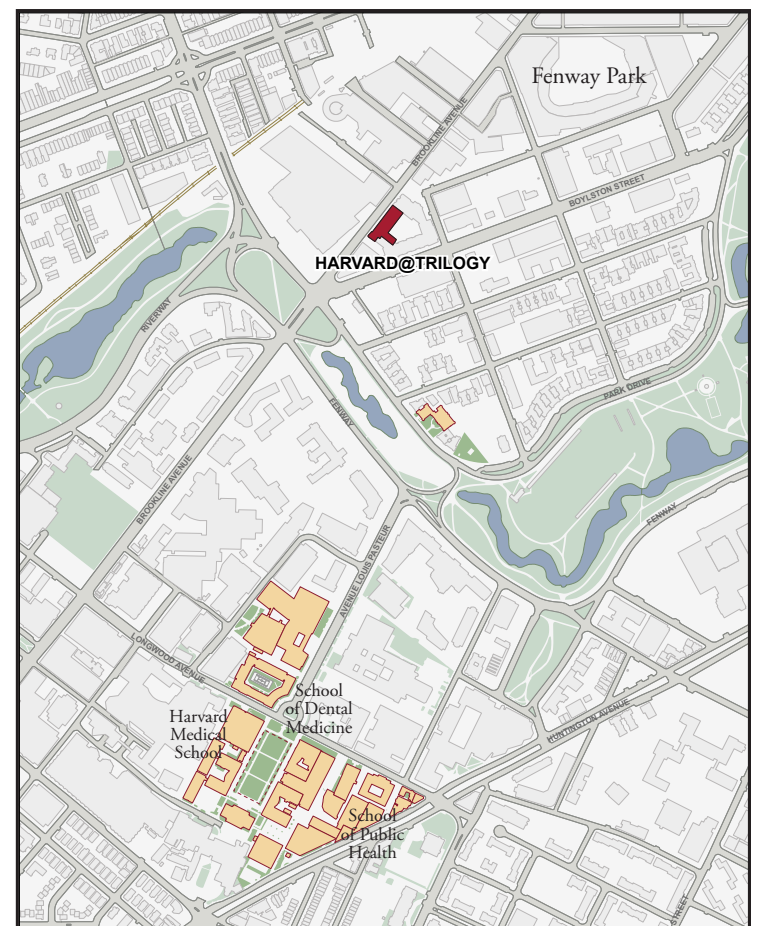 Fenway Park
BROOKLINE AVENUE
BOYLSTON STREET
HARVARD@TRILOGY
RIVERWAY
PARK DRIVE
FENWAY
BROOKLINE AVENUE
FENWAY
AVENUE LOUIS PASTEUR
LONGWOOD AVENUE
School
of Dental
Medicine
Harvard
Medical
School
HUNTINGTON AVENUE
School
of Public
Health
STREET